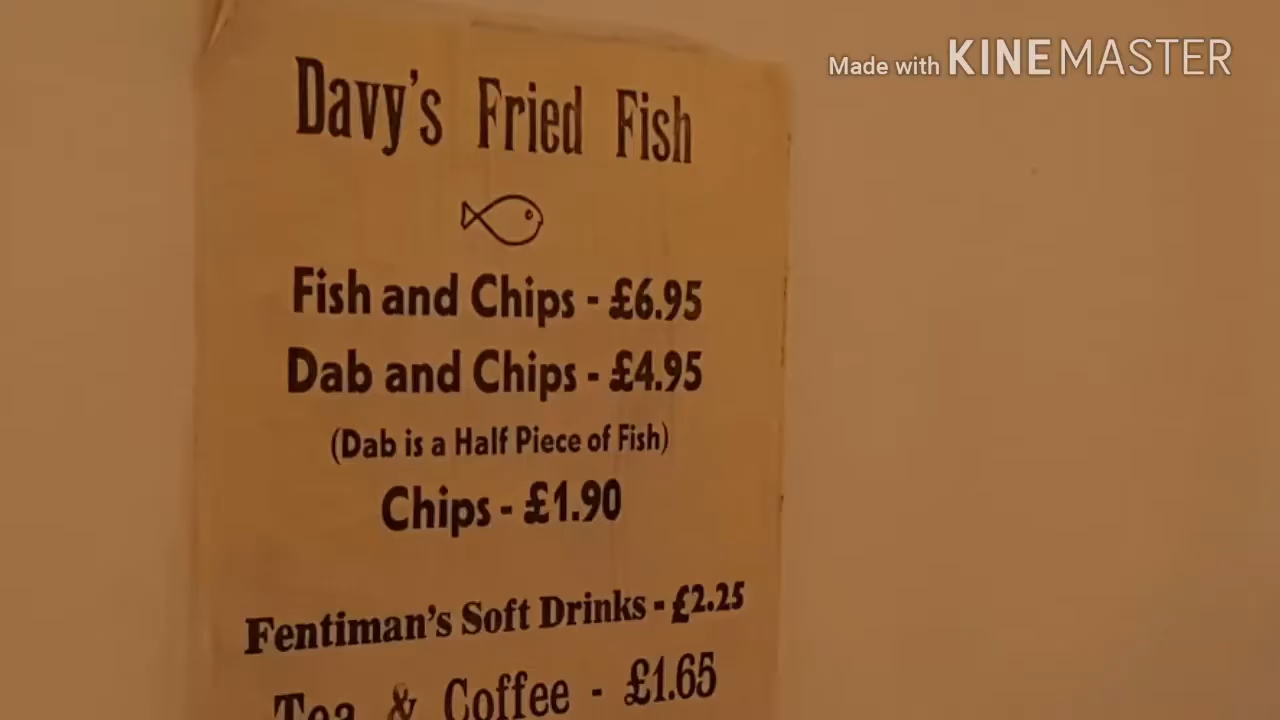 Made with KINEMASTER
Davy's Fried Fish
Fish and Chips - £6.95
Dab and Chips - £4.95
(Dab is a Half Piece of Fish)
Chips - £1.90
Fentiman's Soft Drinks - £2.25
Tea & Coffee - £1.65